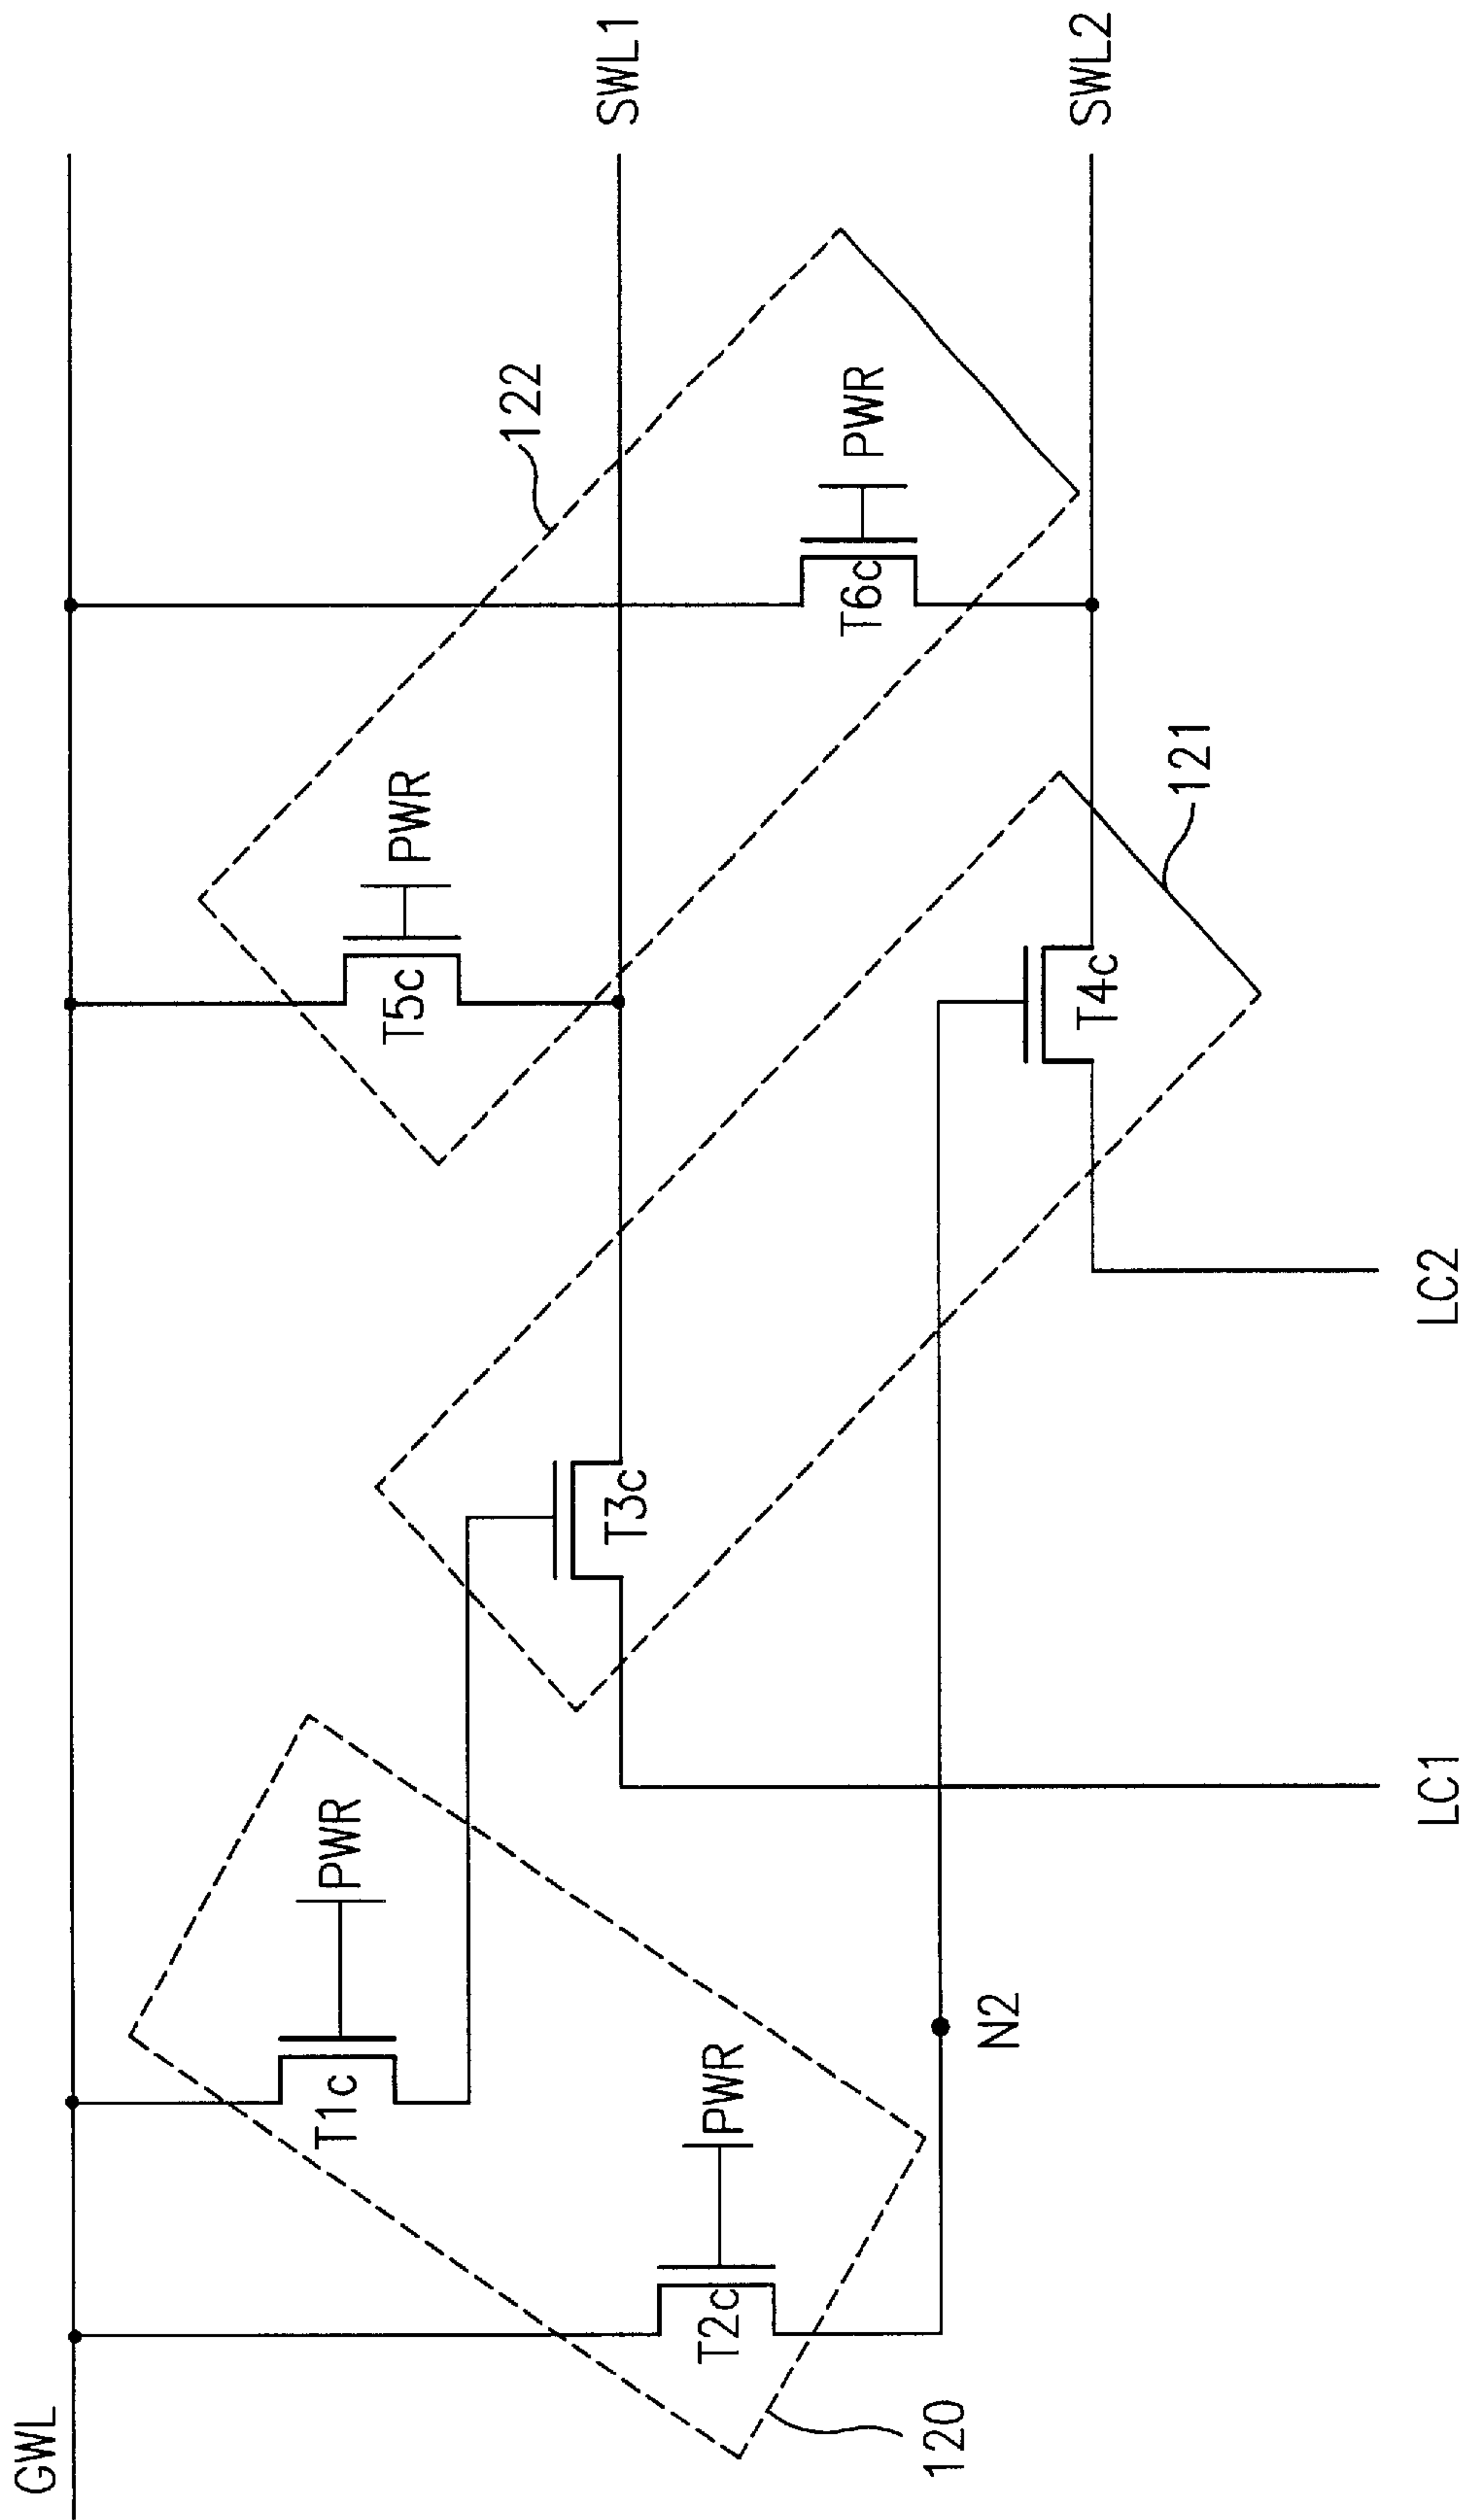 GWL
SWL1
SWL2
122
PWR
T6c
PWR
T5c
121
T4c
T3c
LC2
PWR
T1c
LC1
PWR
T2c
N2
120